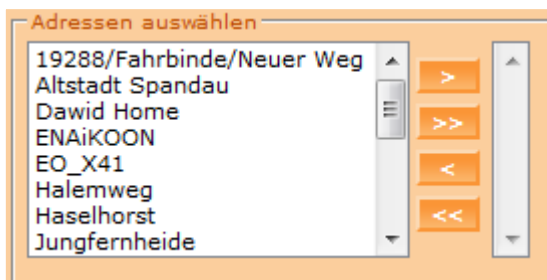 Adressen auswählen
19288/Fahrbinde/Neuer Weg
Altstadt Spandau
Dawid Home
ENAiKOON
EO_X41
Halemweg
Haselhorst
Jungfernheide
>
>>
<
<<